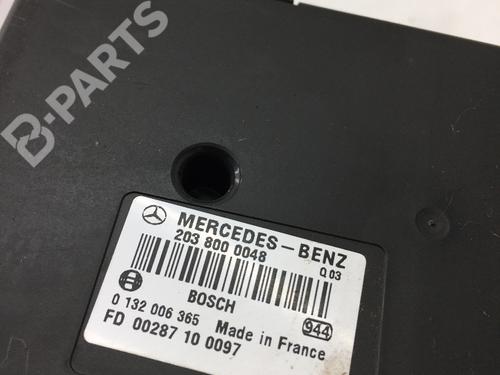 B-PARTS
MERCEDES-BENZ
203 800 0048
Q 03
BOSCH
0 132 006 365 Made in France 944
FD 00287 10 0097